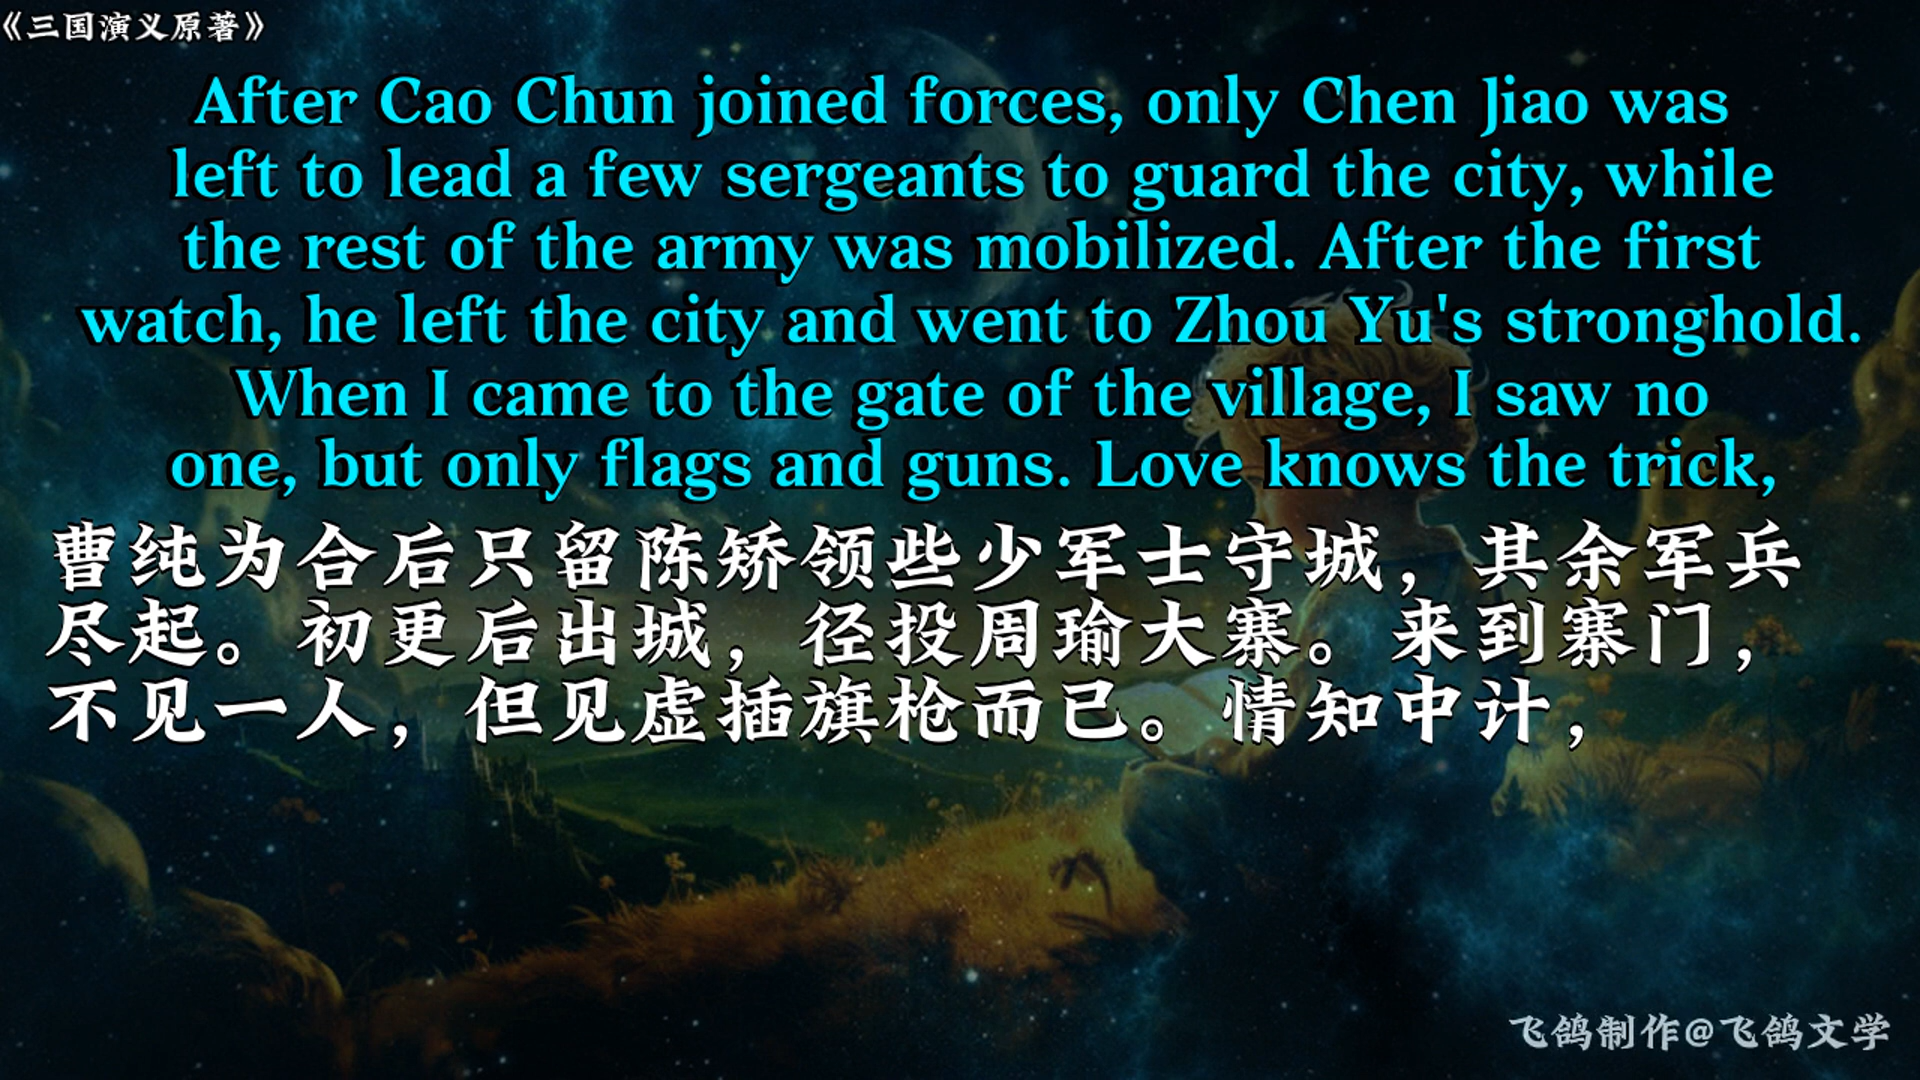 《三国演义原著》
After Cao Chun joined forces, only Chen Jiao was
left to lead a few sergeants to guard the city, while
the rest of the army was mobilized. After the first
watch, he left the city and went to Zhou Yu's stronghold.
When I came to the gate of the village, I saw no
one, but only flags and guns. Love knows the trick,
曹纯为合后只留陈矫领些少军士守城，其余军兵
尽起。初更后出城，径投周瑜大寨。来到寨门，
不见一人，但见虚插旗枪而已。情知中计，
飞鸽制作@飞鸽文学